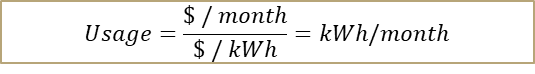 Usage = $ / month / $ / kWh = kWh/month